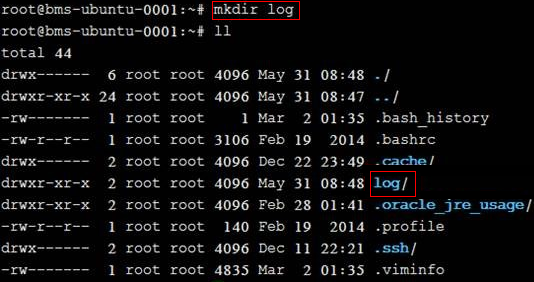 root@bms-ubuntu-0001:~# mkdir log
root@bms-ubuntu-0001:~# ll
total 44
drwx------  6 root root 4096 May 31 08:48 ./
drwxr-xr-x 24 root root 4096 May 31 08:47 ../
-rw-------  1 root root    1 Mar  2 01:35 .bash_history
-rw-r--r--  1 root root 3106 Feb 19  2014 .bashrc
drwx------  2 root root 4096 Dec 22 23:49 .cache/
drwxr-xr-x  2 root root 4096 May 31 08:48 log/
drwxr-xr-x  2 root root 4096 Feb 28 01:41 .oracle_jre_usage/
-rw-r--r--  1 root root  140 Feb 19  2014 .profile
drwx------  2 root root 4096 Dec 11 22:21 .ssh/
-rw-------  1 root root 4835 Mar  2 01:35 .viminfo